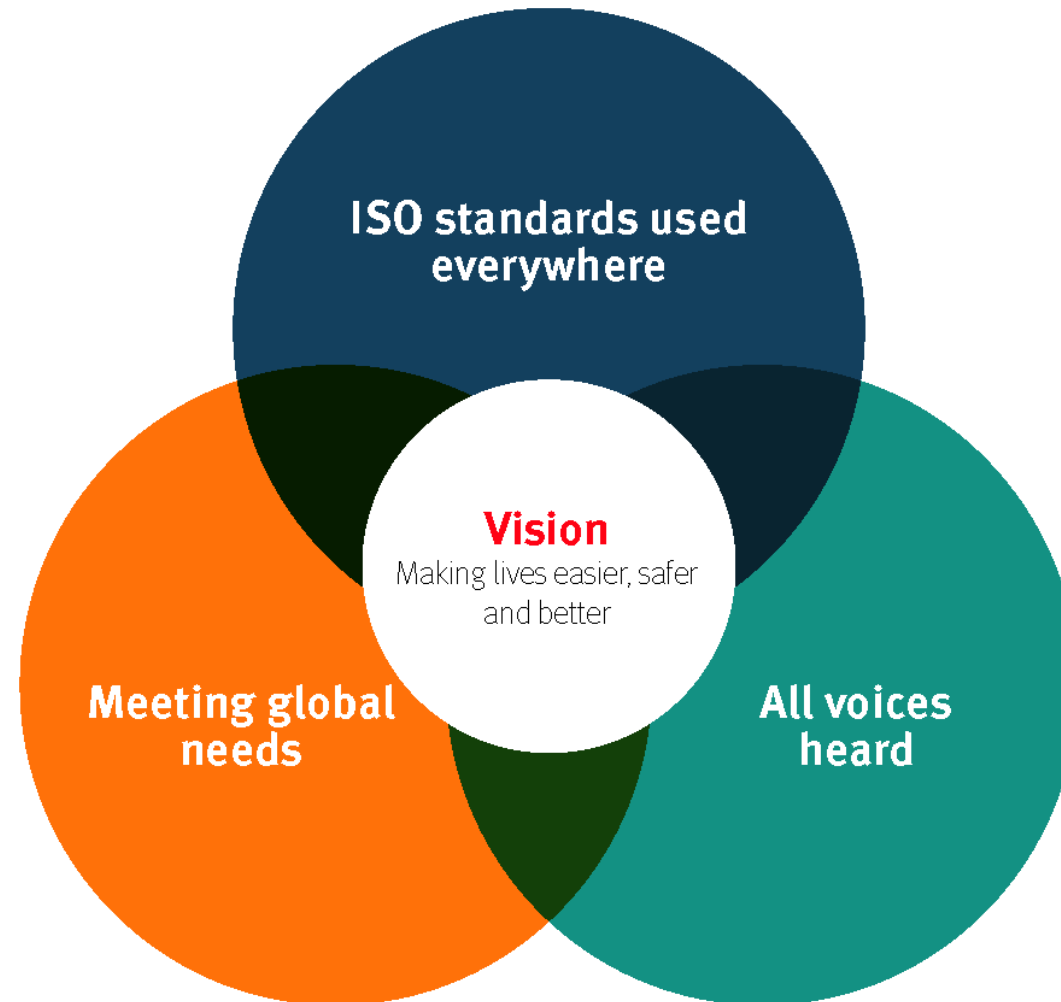 ISO standards used
everywhere
Vision
Making lives easier, safer
and better
Meeting global
needs
All voices
heard